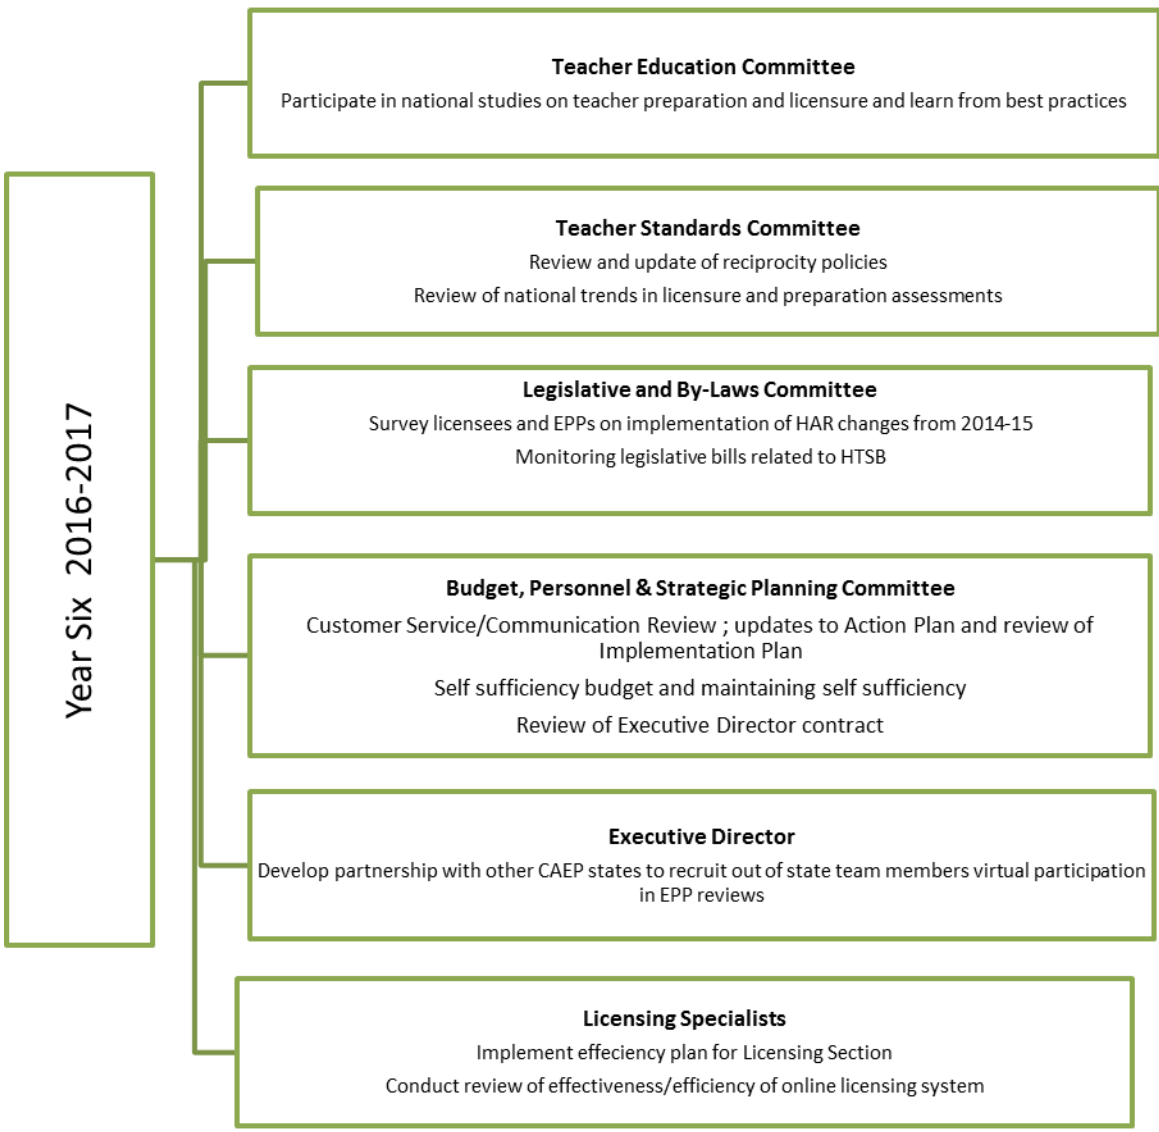 Year Six 2016-2017
Teacher Education Committee
Participate in national studies on teacher preparation and licensure and learn from best practices
Teacher Standards Committee
Review and update of reciprocity policies
Review of national trends in licensure and preparation assessments
Legislative and By-Laws Committee
Survey licensees and EPPs on implementation of HAR changes from 2014-15
Monitoring legislative bills related to HTSB
Budget, Personnel & Strategic Planning Committee
Customer Service/Communication Review ; updates to Action Plan and review of
Implementation Plan
Self sufficiency budget and maintaining self sufficiency
Review of Executive Director contract
Executive Director
Develop partnership with other CAEP states to recruit out of state team members virtual participation
in EPP reviews
Licensing Specialists
Implement effeciency plan for Licensing Section
Conduct review of effectiveness/efficiency of online licensing system